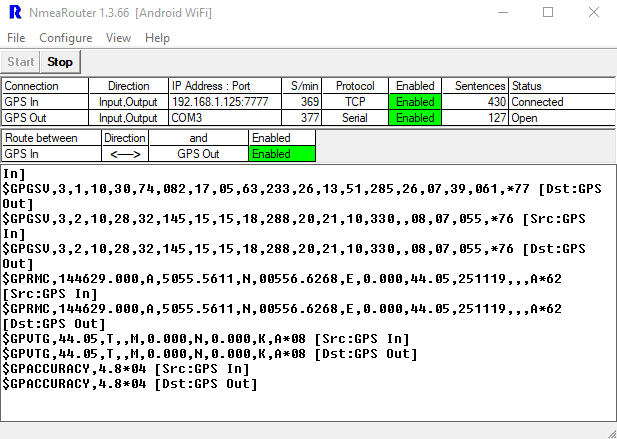 R NmeaRouter 1.3.66 [Android WiFi]
File Configure View Help
Start Stop
Connection Direction IP Address : Port S/min Protocol Enabled Sentences Status
GPS In Input,Output 192.168.1.125:7777 369 TCP Enabled 430 Connected
GPS Out Input,Output COM3 377 Serial Enabled 127 Open
Route between Direction and Enabled
GPS In <---> GPS Out Enabled
In]
$GPGSV,3,1,10,30,74,082,17,05,63,233,26,13,51,285,26,07,39,061,*77 [Dst:GPS
Out]
$GPGSV,3,2,10,28,32,145,15,15,18,288,20,21,10,330,,08,07,055,*76 [Src:GPS
In]
$GPGSV,3,2,10,28,32,145,15,15,18,288,20,21,10,330,,08,07,055,*76 [Dst:GPS
Out]
$GPRMC,144629.000,A,5055.5611,N,00556.6268,E,0.000,44.05,251119,,,A*62
[Src:GPS In]
$GPRMC,144629.000,A,5055.5611,N,00556.6268,E,0.000,44.05,251119,,,A*62
[Dst:GPS Out]
$GPVTG,44.05,T,,M,0.000,N,0.000,K,A*08 [Src:GPS In]
$GPVTG,44.05,T,,M,0.000,N,0.000,K,A*08 [Dst:GPS Out]
$GPACCURACY,4.8*04 [Src:GPS In]
$GPACCURACY,4.8*04 [Dst:GPS Out]